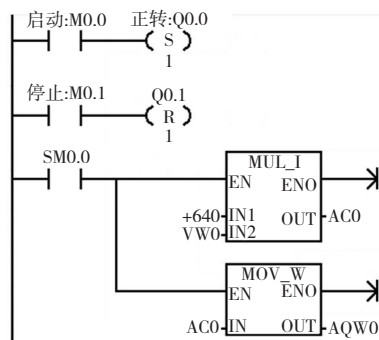 启动:M0.0 正转:Q0.0
S
1
停止:M0.1 Q0.1
R
1
SM0.0
MUL_I
EN ENO
+640 IN1 OUT AC0
VW0 IN2
MOV_W
EN ENO
AC0 IN OUT AQW0